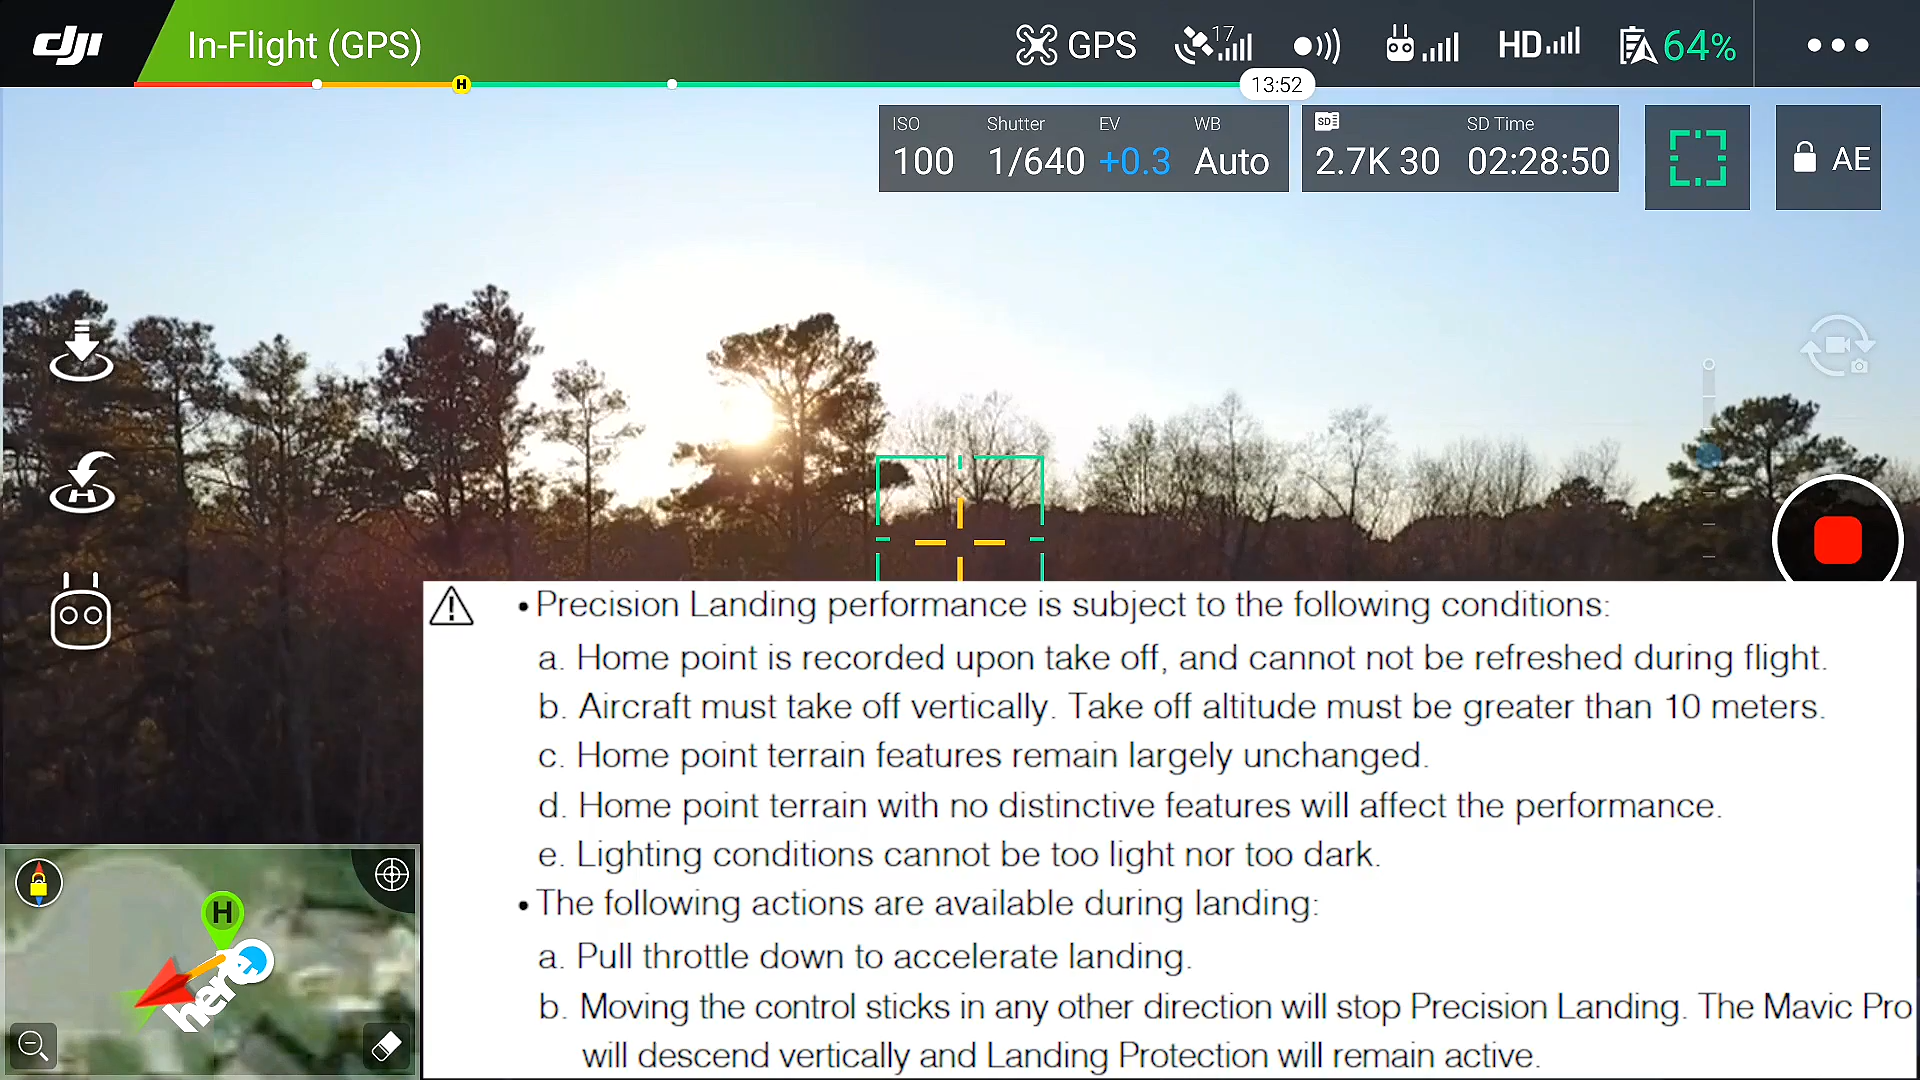 dji
In-Flight (GPS)
GPS
17
HD
64%
H
13:52
ISO
Shutter
EV
WB
100
1/640
+0.3
Auto
SD
SD Time
2.7K 30
02:28:50
AE
H
• Precision Landing performance is subject to the following conditions:
a. Home point is recorded upon take off, and cannot not be refreshed during flight.
b. Aircraft must take off vertically. Take off altitude must be greater than 10 meters.
c. Home point terrain features remain largely unchanged.
d. Home point terrain with no distinctive features will affect the performance.
e. Lighting conditions cannot be too light nor too dark.
• The following actions are available during landing:
a. Pull throttle down to accelerate landing.
b. Moving the control sticks in any other direction will stop Precision Landing. The Mavic Pro
will descend vertically and Landing Protection will remain active.
H
here